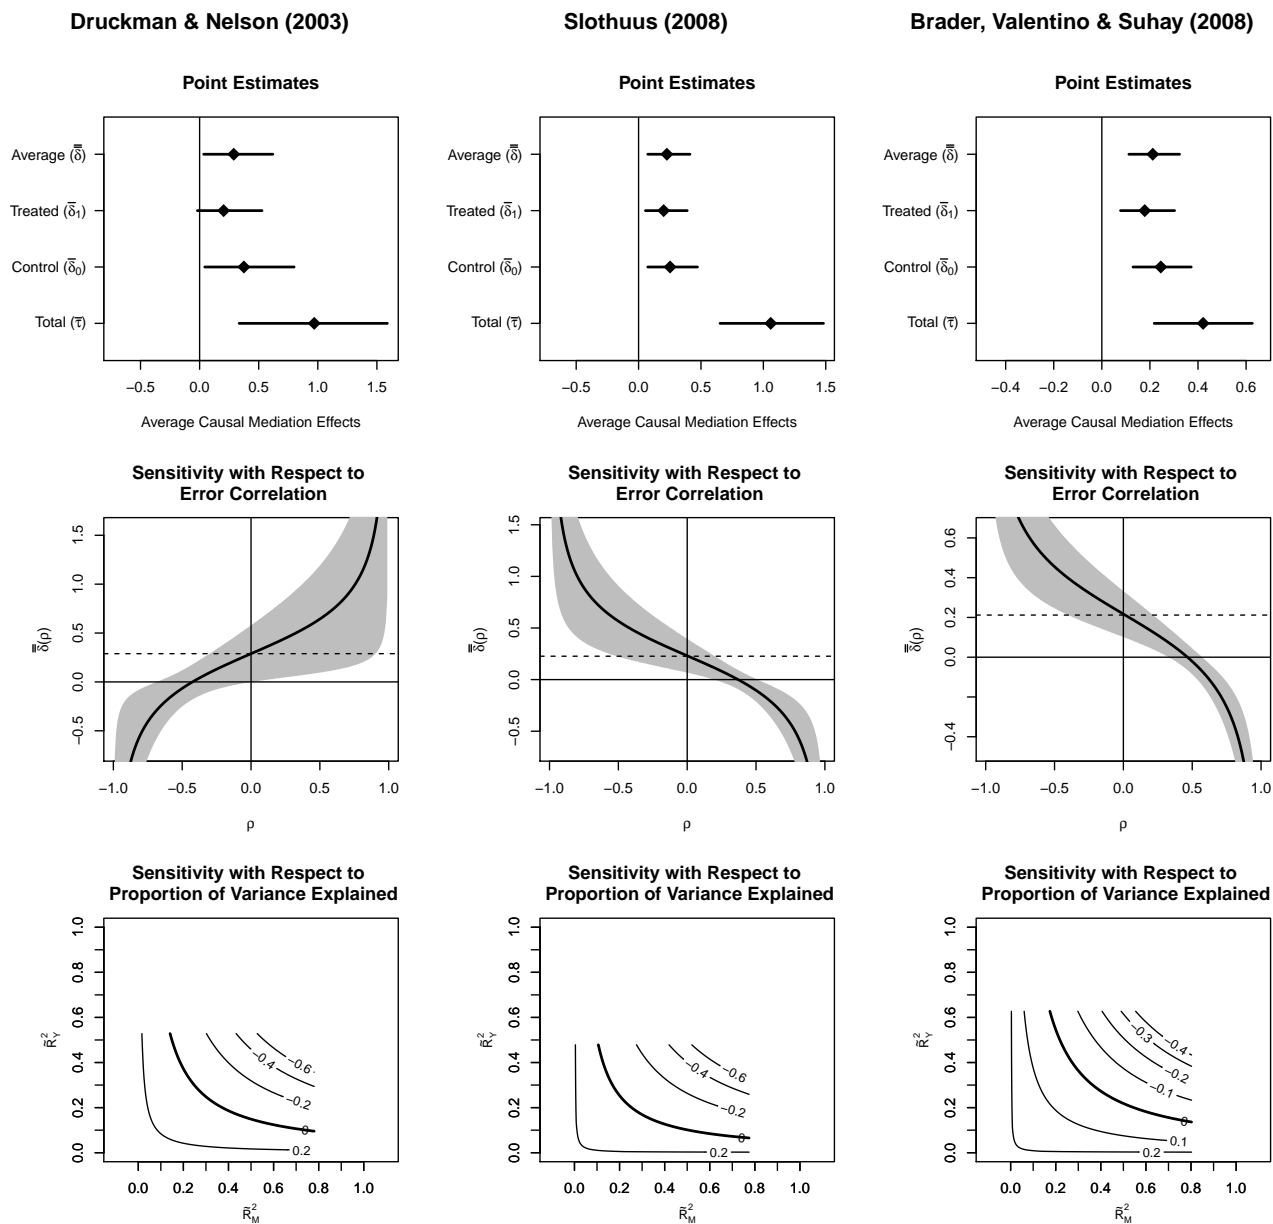 Druckman & Nelson (2003)
Slothuus (2008)
Brader, Valentino & Suhay (2008)
Point Estimates
Average (δ̿)
Treated (δ̅₁)
Control (δ̅₀)
Total (τ̅)
−0.5 0.0 0.5 1.0 1.5
Average Causal Mediation Effects
Point Estimates
Average (δ̿)
Treated (δ̅₁)
Control (δ̅₀)
Total (τ̅)
−0.5 0.0 0.5 1.0 1.5
Average Causal Mediation Effects
Point Estimates
Average (δ̿)
Treated (δ̅₁)
Control (δ̅₀)
Total (τ̅)
−0.4 −0.2 0.0 0.2 0.4 0.6
Average Causal Mediation Effects
Sensitivity with Respect to
Error Correlation
δ̿(ρ)
−0.5 0.0 0.5 1.0 1.5
−1.0 −0.5 0.0 0.5 1.0
ρ
Sensitivity with Respect to
Error Correlation
δ̿(ρ)
−0.5 0.0 0.5 1.0 1.5
−1.0 −0.5 0.0 0.5 1.0
ρ
Sensitivity with Respect to
Error Correlation
δ̿(ρ)
−0.4 0.0 0.2 0.4 0.6
−1.0 −0.5 0.0 0.5 1.0
ρ
Sensitivity with Respect to
Proportion of Variance Explained
R̃²_Y
0.0 0.2 0.4 0.6 0.8 1.0
−0.6
−0.4
−0.2
0
0.2
0.0 0.2 0.4 0.6 0.8 1.0
R̃²_M
Sensitivity with Respect to
Proportion of Variance Explained
R̃²_Y
0.0 0.2 0.4 0.6 0.8 1.0
−0.6
−0.4
−0.2
0
0.2
0.0 0.2 0.4 0.6 0.8 1.0
R̃²_M
Sensitivity with Respect to
Proportion of Variance Explained
R̃²_Y
0.0 0.2 0.4 0.6 0.8 1.0
−0.4
−0.3
−0.2
−0.1
0
0.1
0.2
0.0 0.2 0.4 0.6 0.8 1.0
R̃²_M